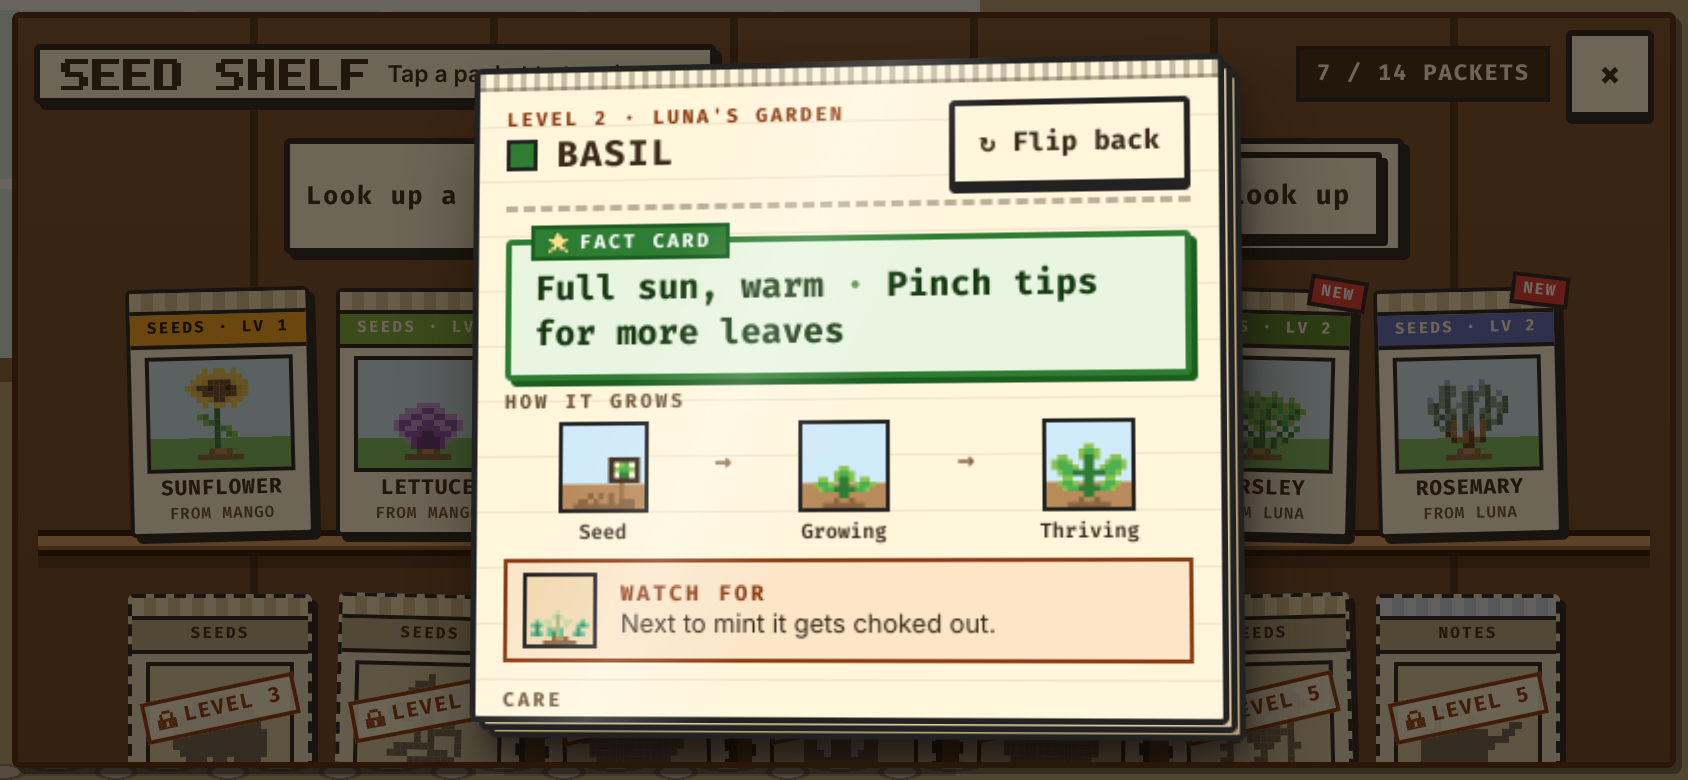 SEED SHELF
Tap a pa
7 / 14 PACKETS
✖
Look up a
ook up
LEVEL 2 · LUNA'S GARDEN
BASIL
↻ Flip back
FACT CARD
Full sun, warm · Pinch tips
for more leaves
HOW IT GROWS
→
→
Seed
Growing
Thriving
WATCH FOR
Next to mint it gets choked out.
CARE
SEEDS · LV 1
SUNFLOWER
FROM MANGO
SEEDS · LV
LETTUCE
FROM MANG
NEW
S · LV 2
RSLEY
M LUNA
NEW
SEEDS · LV 2
ROSEMARY
FROM LUNA
SEEDS
LEVEL 3
SEEDS
LEVEL
EEDS
EVEL 5
NOTES
LEVEL 5